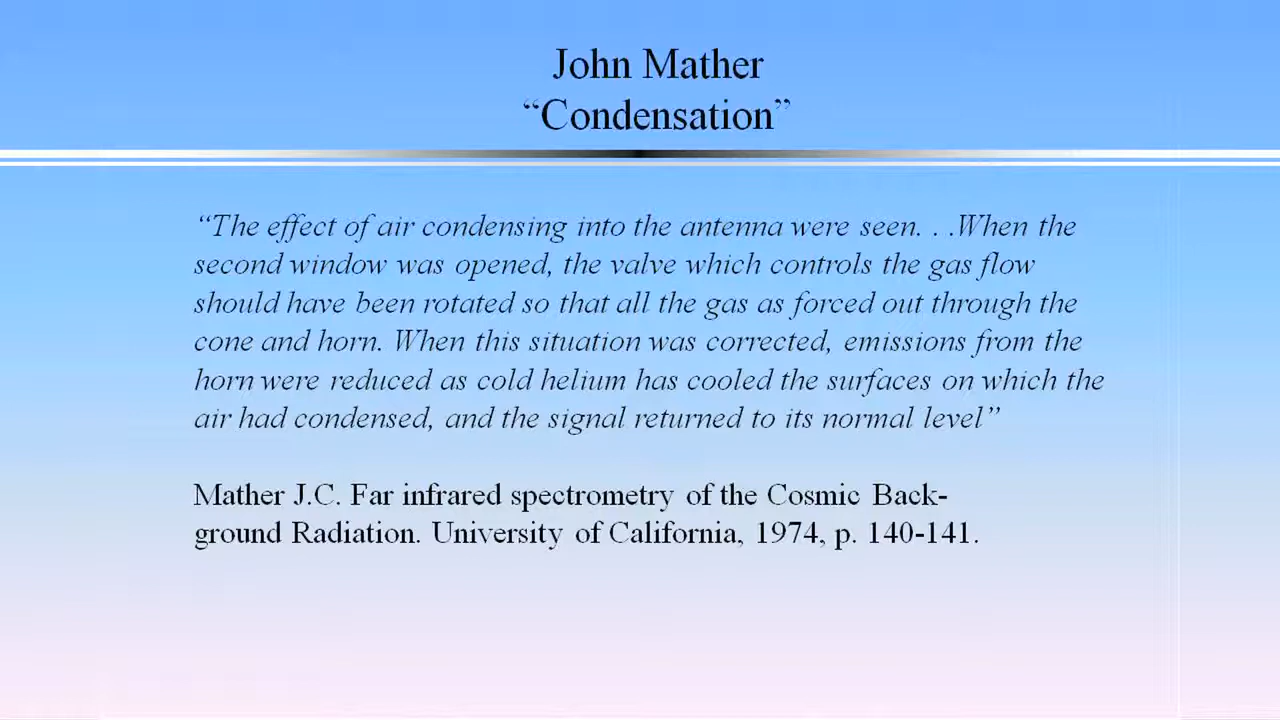 John Mather
“Condensation”
“The effect of air condensing into the antenna were seen. . .When the
second window was opened, the valve which controls the gas flow
should have been rotated so that all the gas as forced out through the
cone and horn. When this situation was corrected, emissions from the
horn were reduced as cold helium has cooled the surfaces on which the
air had condensed, and the signal returned to its normal level”
Mather J.C. Far infrared spectrometry of the Cosmic Back-
ground Radiation. University of California, 1974, p. 140-141.